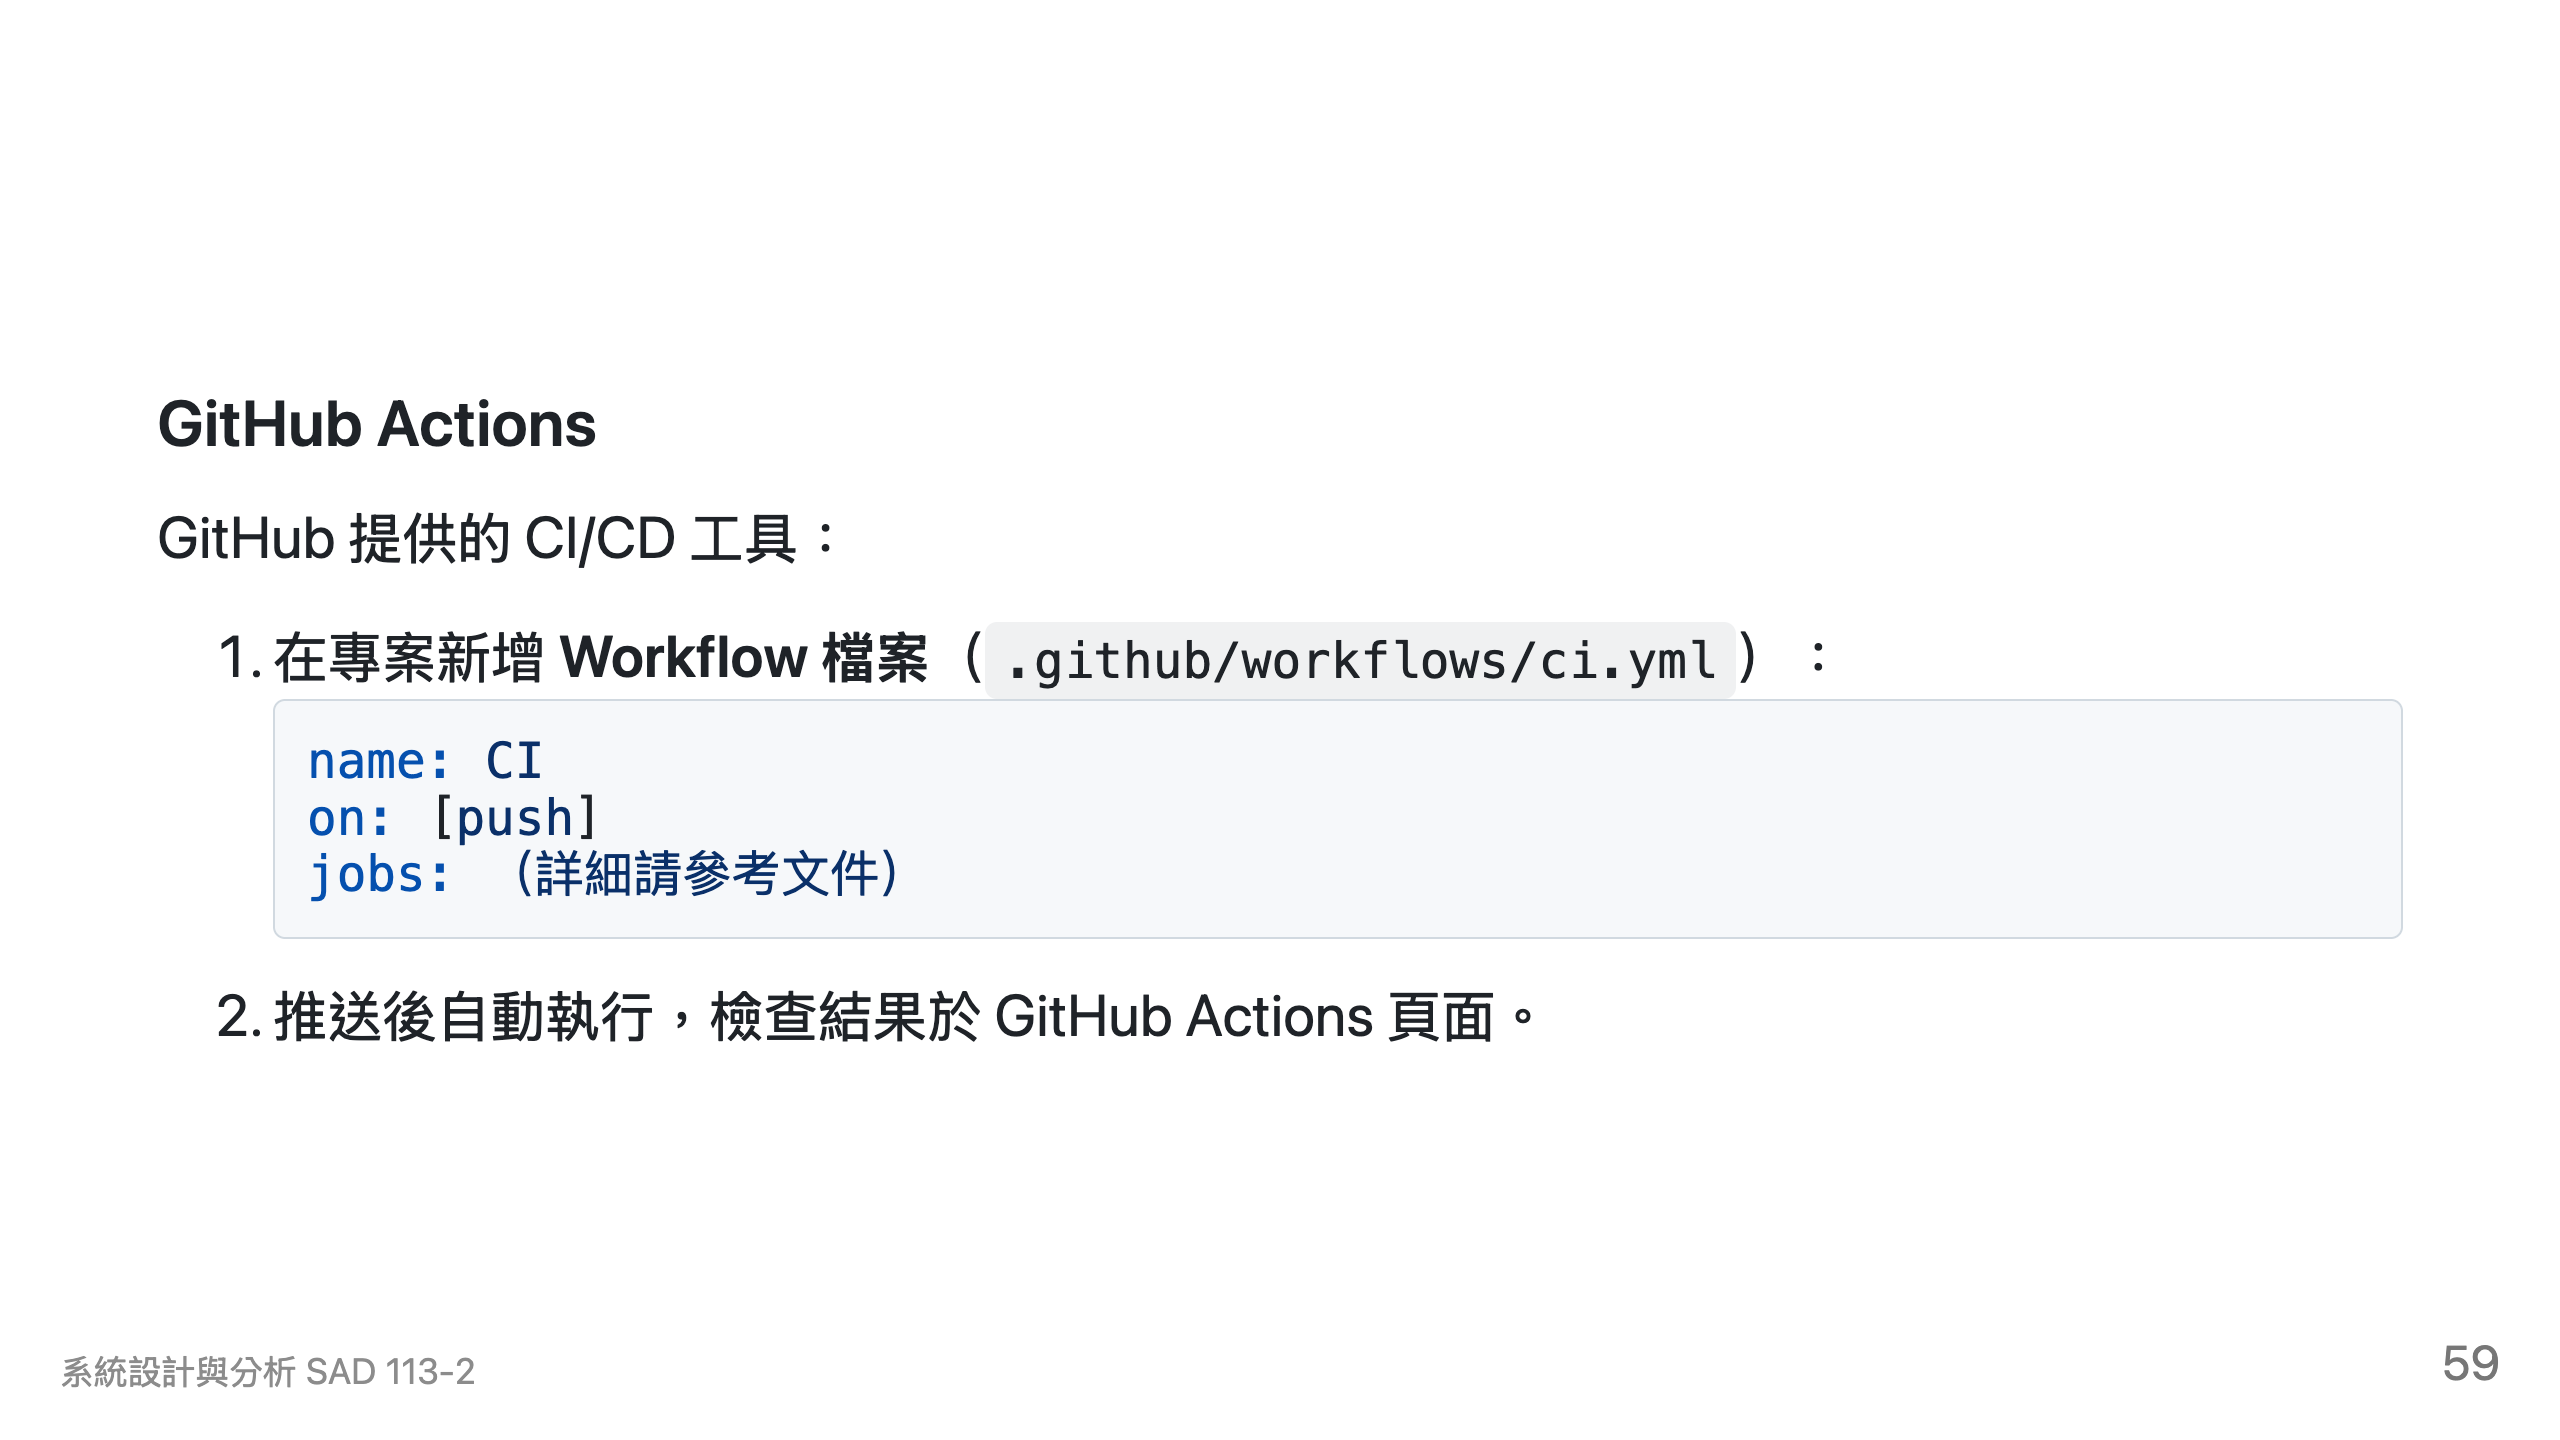 GitHub Actions
GitHub 提供的 CI/CD 工具：
1. 在專案新增 Workflow 檔案（.github/workflows/ci.yml）：
name: CI
on: [push]
jobs: （詳細請參考文件）
2. 推送後自動執行，檢查結果於 GitHub Actions 頁面。
系統設計與分析 SAD 113-2
59